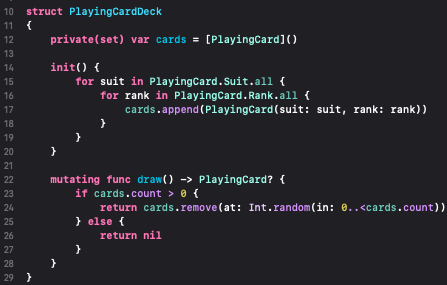 10 struct PlayingCardDeck
11 {
12     private(set) var cards = [PlayingCard]()
13
14     init() {
15         for suit in PlayingCard.Suit.all {
16             for rank in PlayingCard.Rank.all {
17                 cards.append(PlayingCard(suit: suit, rank: rank))
18             }
19         }
20     }
21
22     mutating func draw() -> PlayingCard? {
23         if cards.count > 0 {
24             return cards.remove(at: Int.random(in: 0..<cards.count))
25         } else {
26             return nil
27         }
28     }
29 }